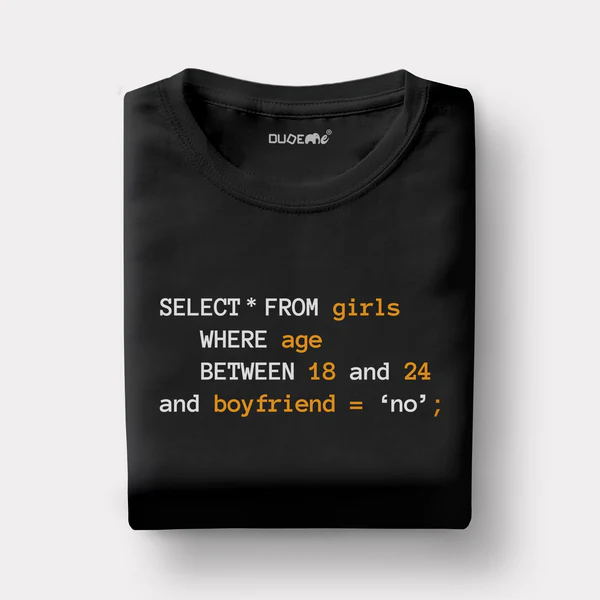 DUDEme®
SELECT * FROM girls
WHERE age
BETWEEN 18 and 24
and boyfriend = ‘no’;